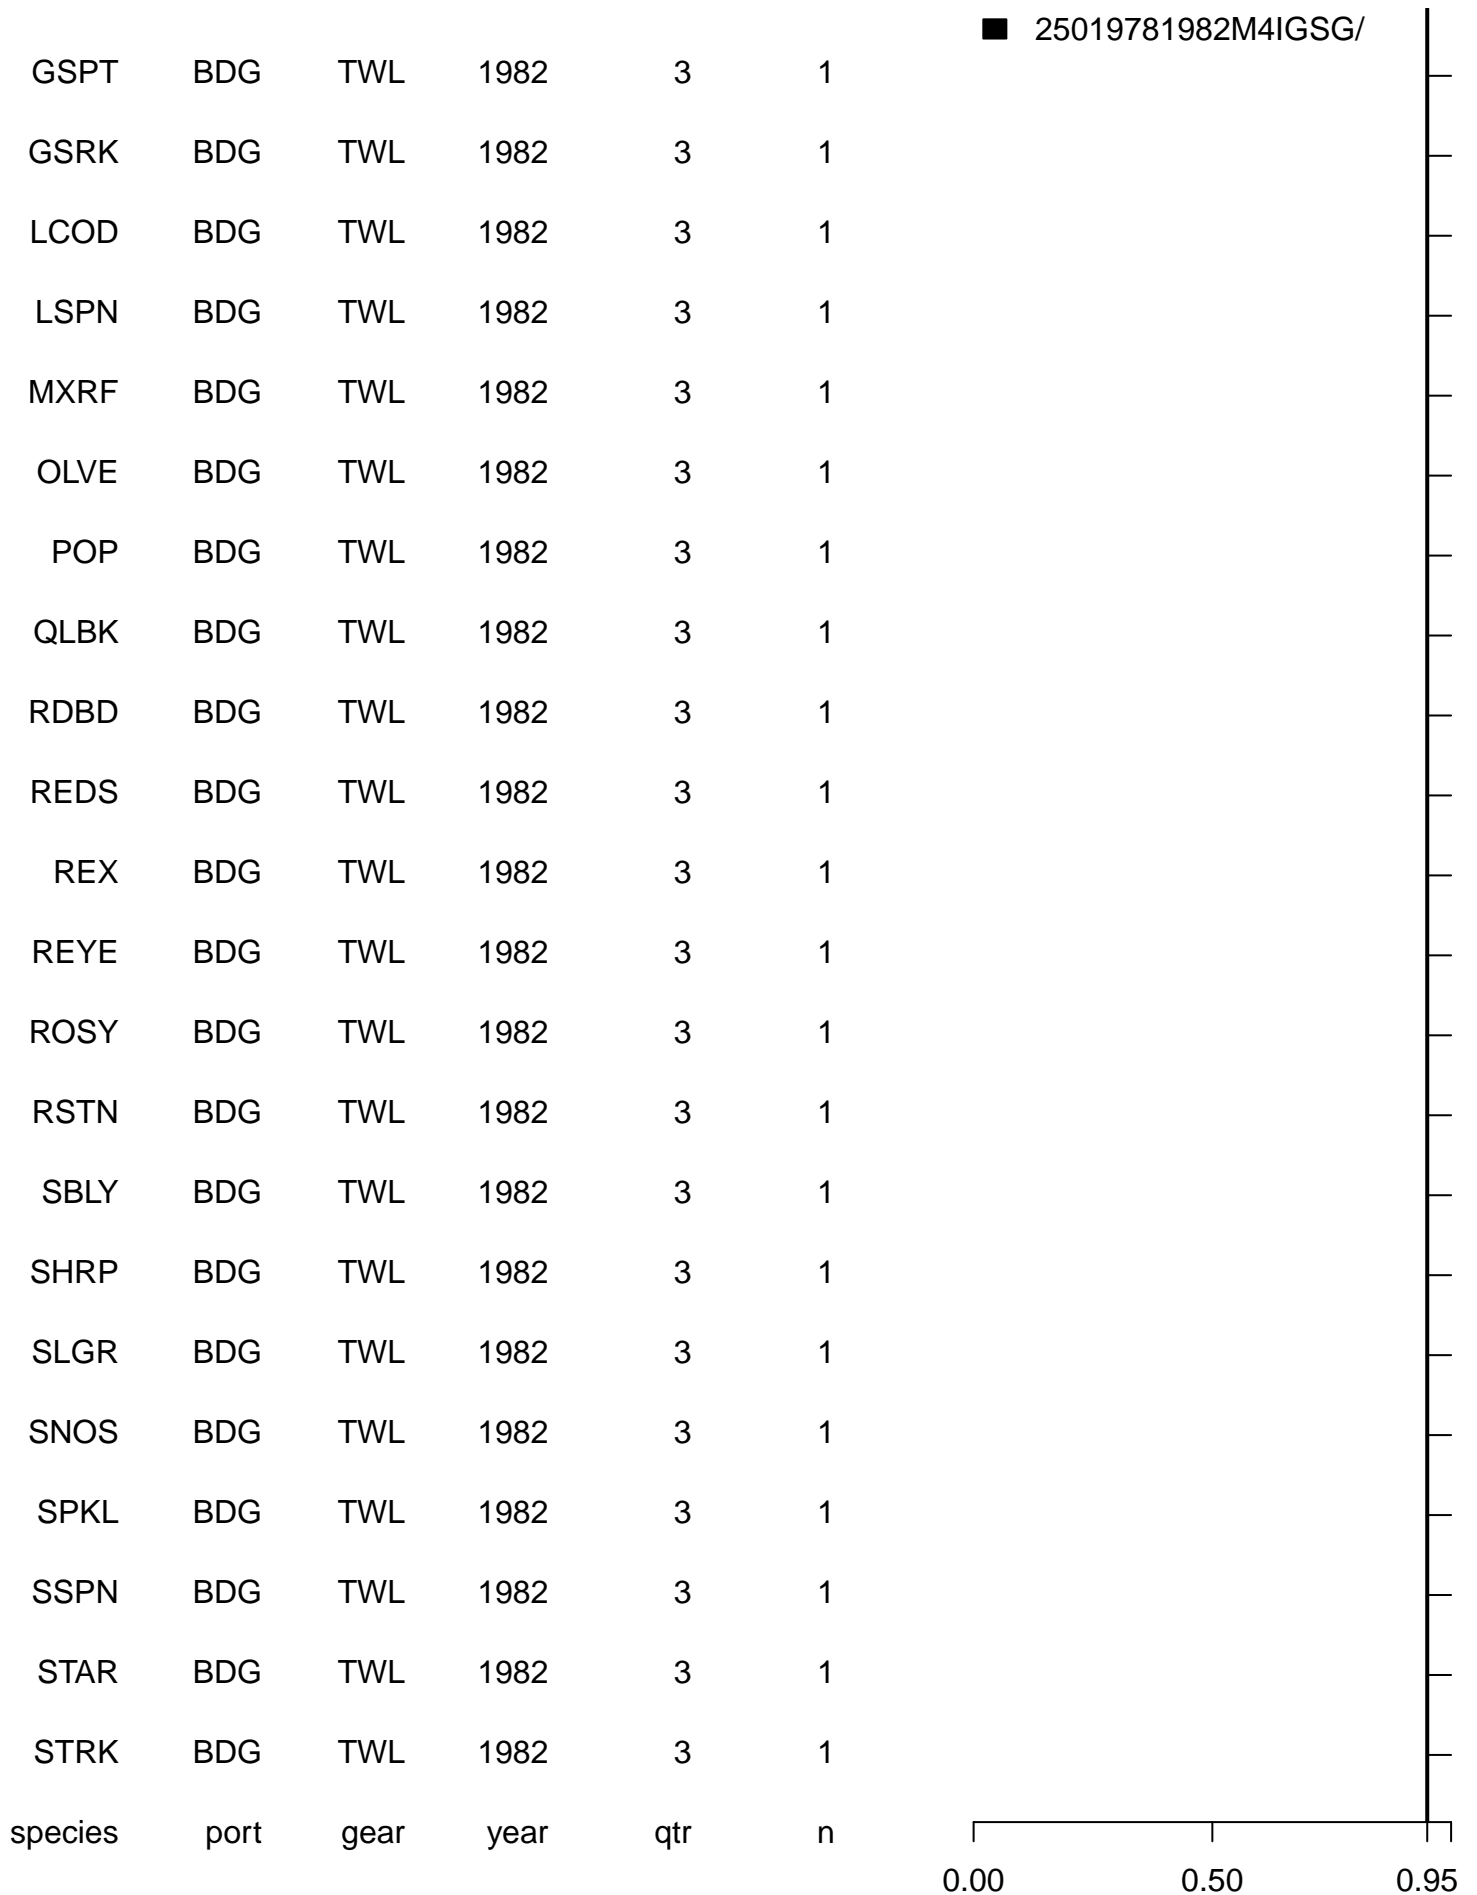 25019781982M4IGSG/
GSPT BDG TWL 1982 3 1
GSRK BDG TWL 1982 3 1
LCOD BDG TWL 1982 3 1
LSPN BDG TWL 1982 3 1
MXRF BDG TWL 1982 3 1
OLVE BDG TWL 1982 3 1
POP BDG TWL 1982 3 1
QLBK BDG TWL 1982 3 1
RDBD BDG TWL 1982 3 1
REDS BDG TWL 1982 3 1
REX BDG TWL 1982 3 1
REYE BDG TWL 1982 3 1
ROSY BDG TWL 1982 3 1
RSTN BDG TWL 1982 3 1
SBLY BDG TWL 1982 3 1
SHRP BDG TWL 1982 3 1
SLGR BDG TWL 1982 3 1
SNOS BDG TWL 1982 3 1
SPKL BDG TWL 1982 3 1
SSPN BDG TWL 1982 3 1
STAR BDG TWL 1982 3 1
STRK BDG TWL 1982 3 1
species port gear year qtr n
0.00 0.50 0.95